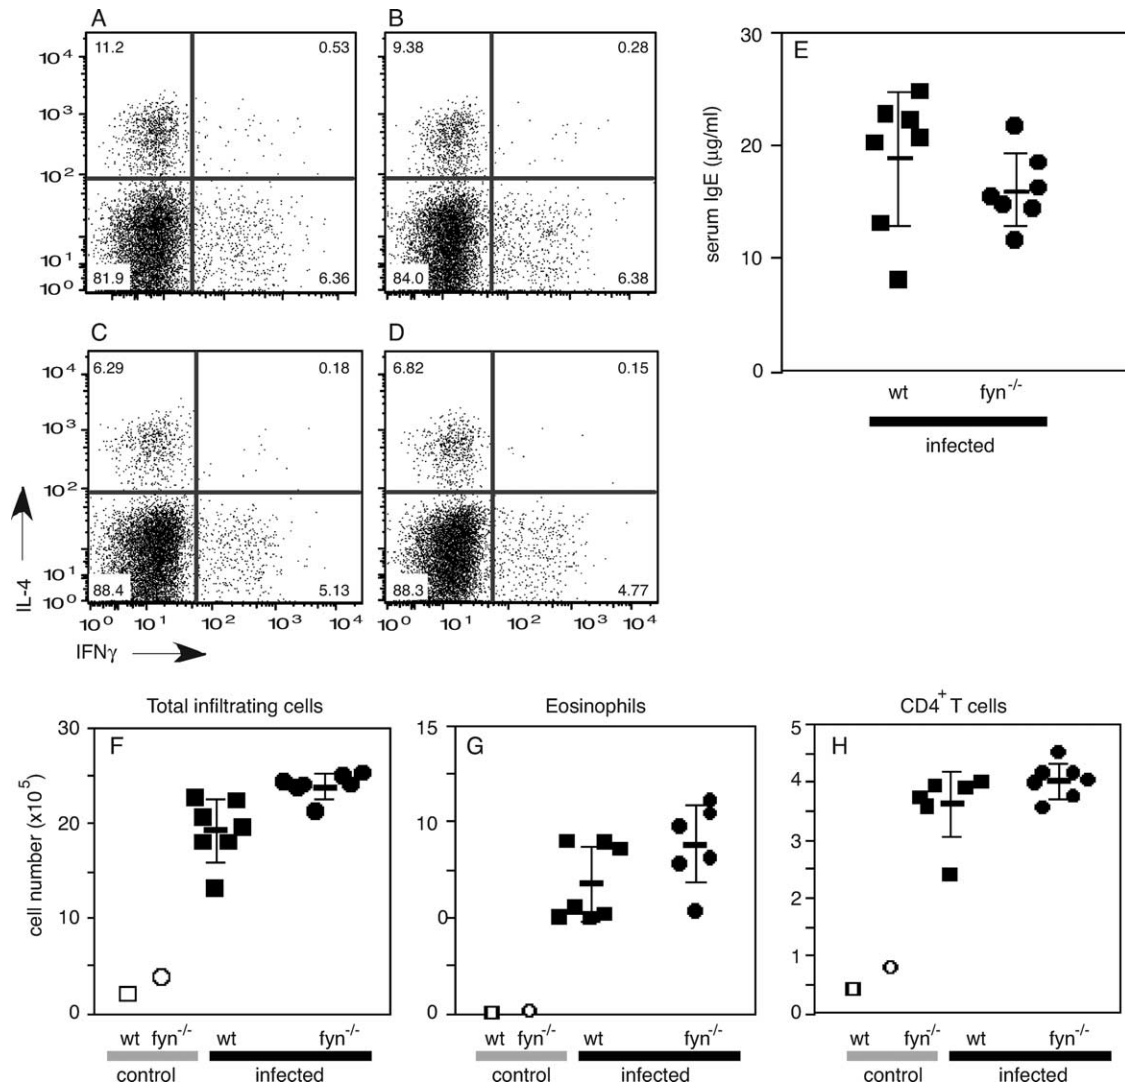 A
11.2
0.53
10⁴
10³
10²
10¹
10⁰
81.9
6.36
B
9.38
0.28
84.0
6.38
E
30
20
10
0
serum IgE (μg/ml)
wt fyn⁻/⁻
infected
C
6.29
0.18
10⁴
10³
10²
10¹
10⁰
88.4
5.13
10⁰ 10¹ 10² 10³ 10⁴
D
6.82
0.15
88.3
4.77
10⁰ 10¹ 10² 10³ 10⁴
IL-4
IFNγ
Total infiltrating cells
F
30
20
10
0
cell number (x10⁻⁵)
wt fyn⁻/⁻ wt fyn⁻/⁻
control infected
Eosinophils
G
15
10
0
wt fyn⁻/⁻ wt fyn⁻/⁻
control infected
CD4⁺ T cells
H
5
4
3
2
1
0
wt fyn⁻/⁻ wt fyn⁻/⁻
control infected